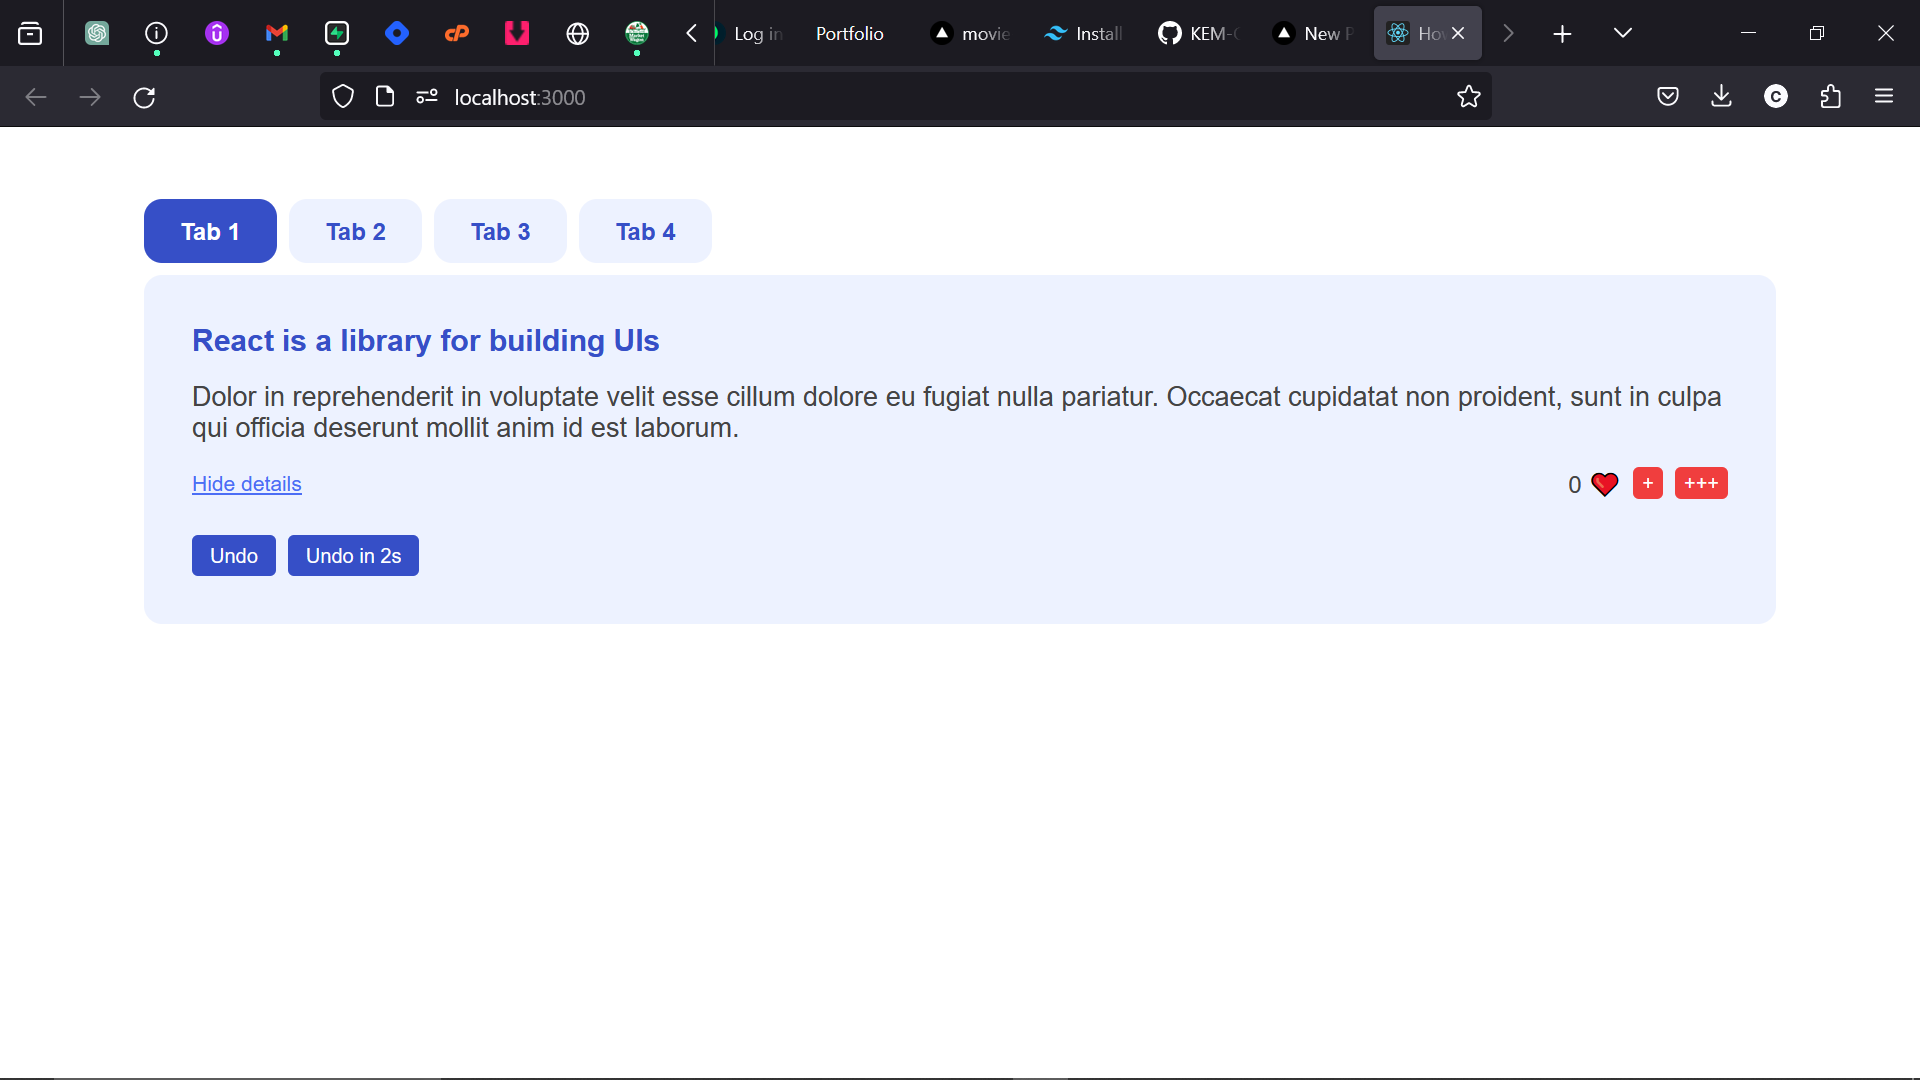 Log in
Portfolio
movie
Install
KEM-
New P
How
localhost:3000
Tab 1
Tab 2
Tab 3
Tab 4
React is a library for building UIs
Dolor in reprehenderit in voluptate velit esse cillum dolore eu fugiat nulla pariatur. Occaecat cupidatat non proident, sunt in culpa
qui officia deserunt mollit anim id est laborum.
Hide details
0
+
+++
Undo
Undo in 2s